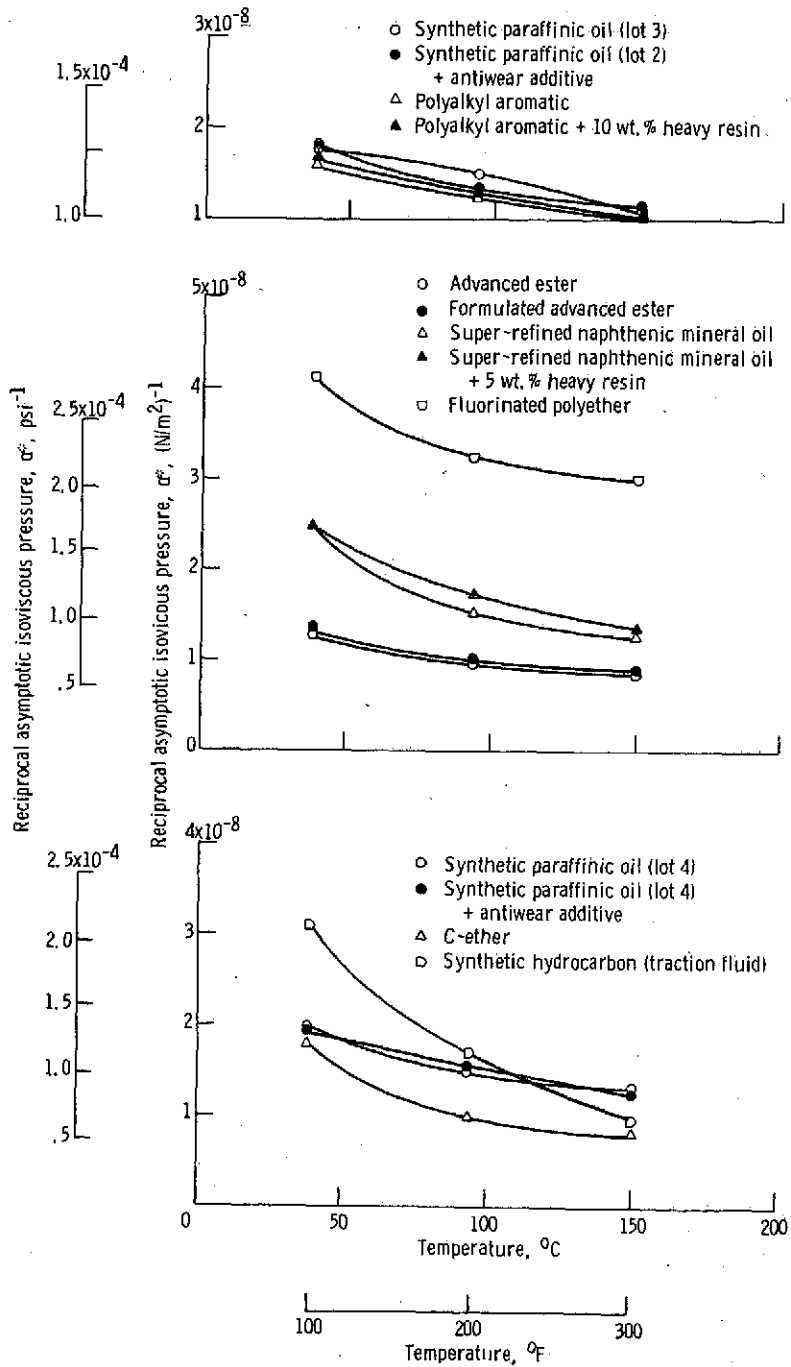 3x10-8
1.5x10-4
2
1.0
1
○ Synthetic paraffinic oil (lot 3)
● Synthetic paraffinic oil (lot 2)
+ antiwear additive
△ Polyalkyl aromatic
▲ Polyalkyl aromatic + 10 wt. % heavy resin
Reciprocal asymptotic isoviscous pressure, α*, psi-1
Reciprocal asymptotic isovicous pressure, α*, (N/m2)-1
5x10-8
4
2.5x10-4
3
2.0
1.5
2
1.0
1
.5
0
○ Advanced ester
● Formulated advanced ester
△ Super-refined naphthenic mineral oil
▲ Super-refined naphthenic mineral oil
+ 5 wt. % heavy resin
Fluorinated polyether
4x10-8
2.5x10-4
3
2.0
1.5
2
1.0
1
.5
○ Synthetic paraffinic oil (lot 4)
● Synthetic paraffinic oil (lot 4)
+ antiwear additive
△ C-ether
Synthetic hydrocarbon (traction fluid)
0 50 100 150 200
Temperature, °C
100 200 300
Temperature, °F